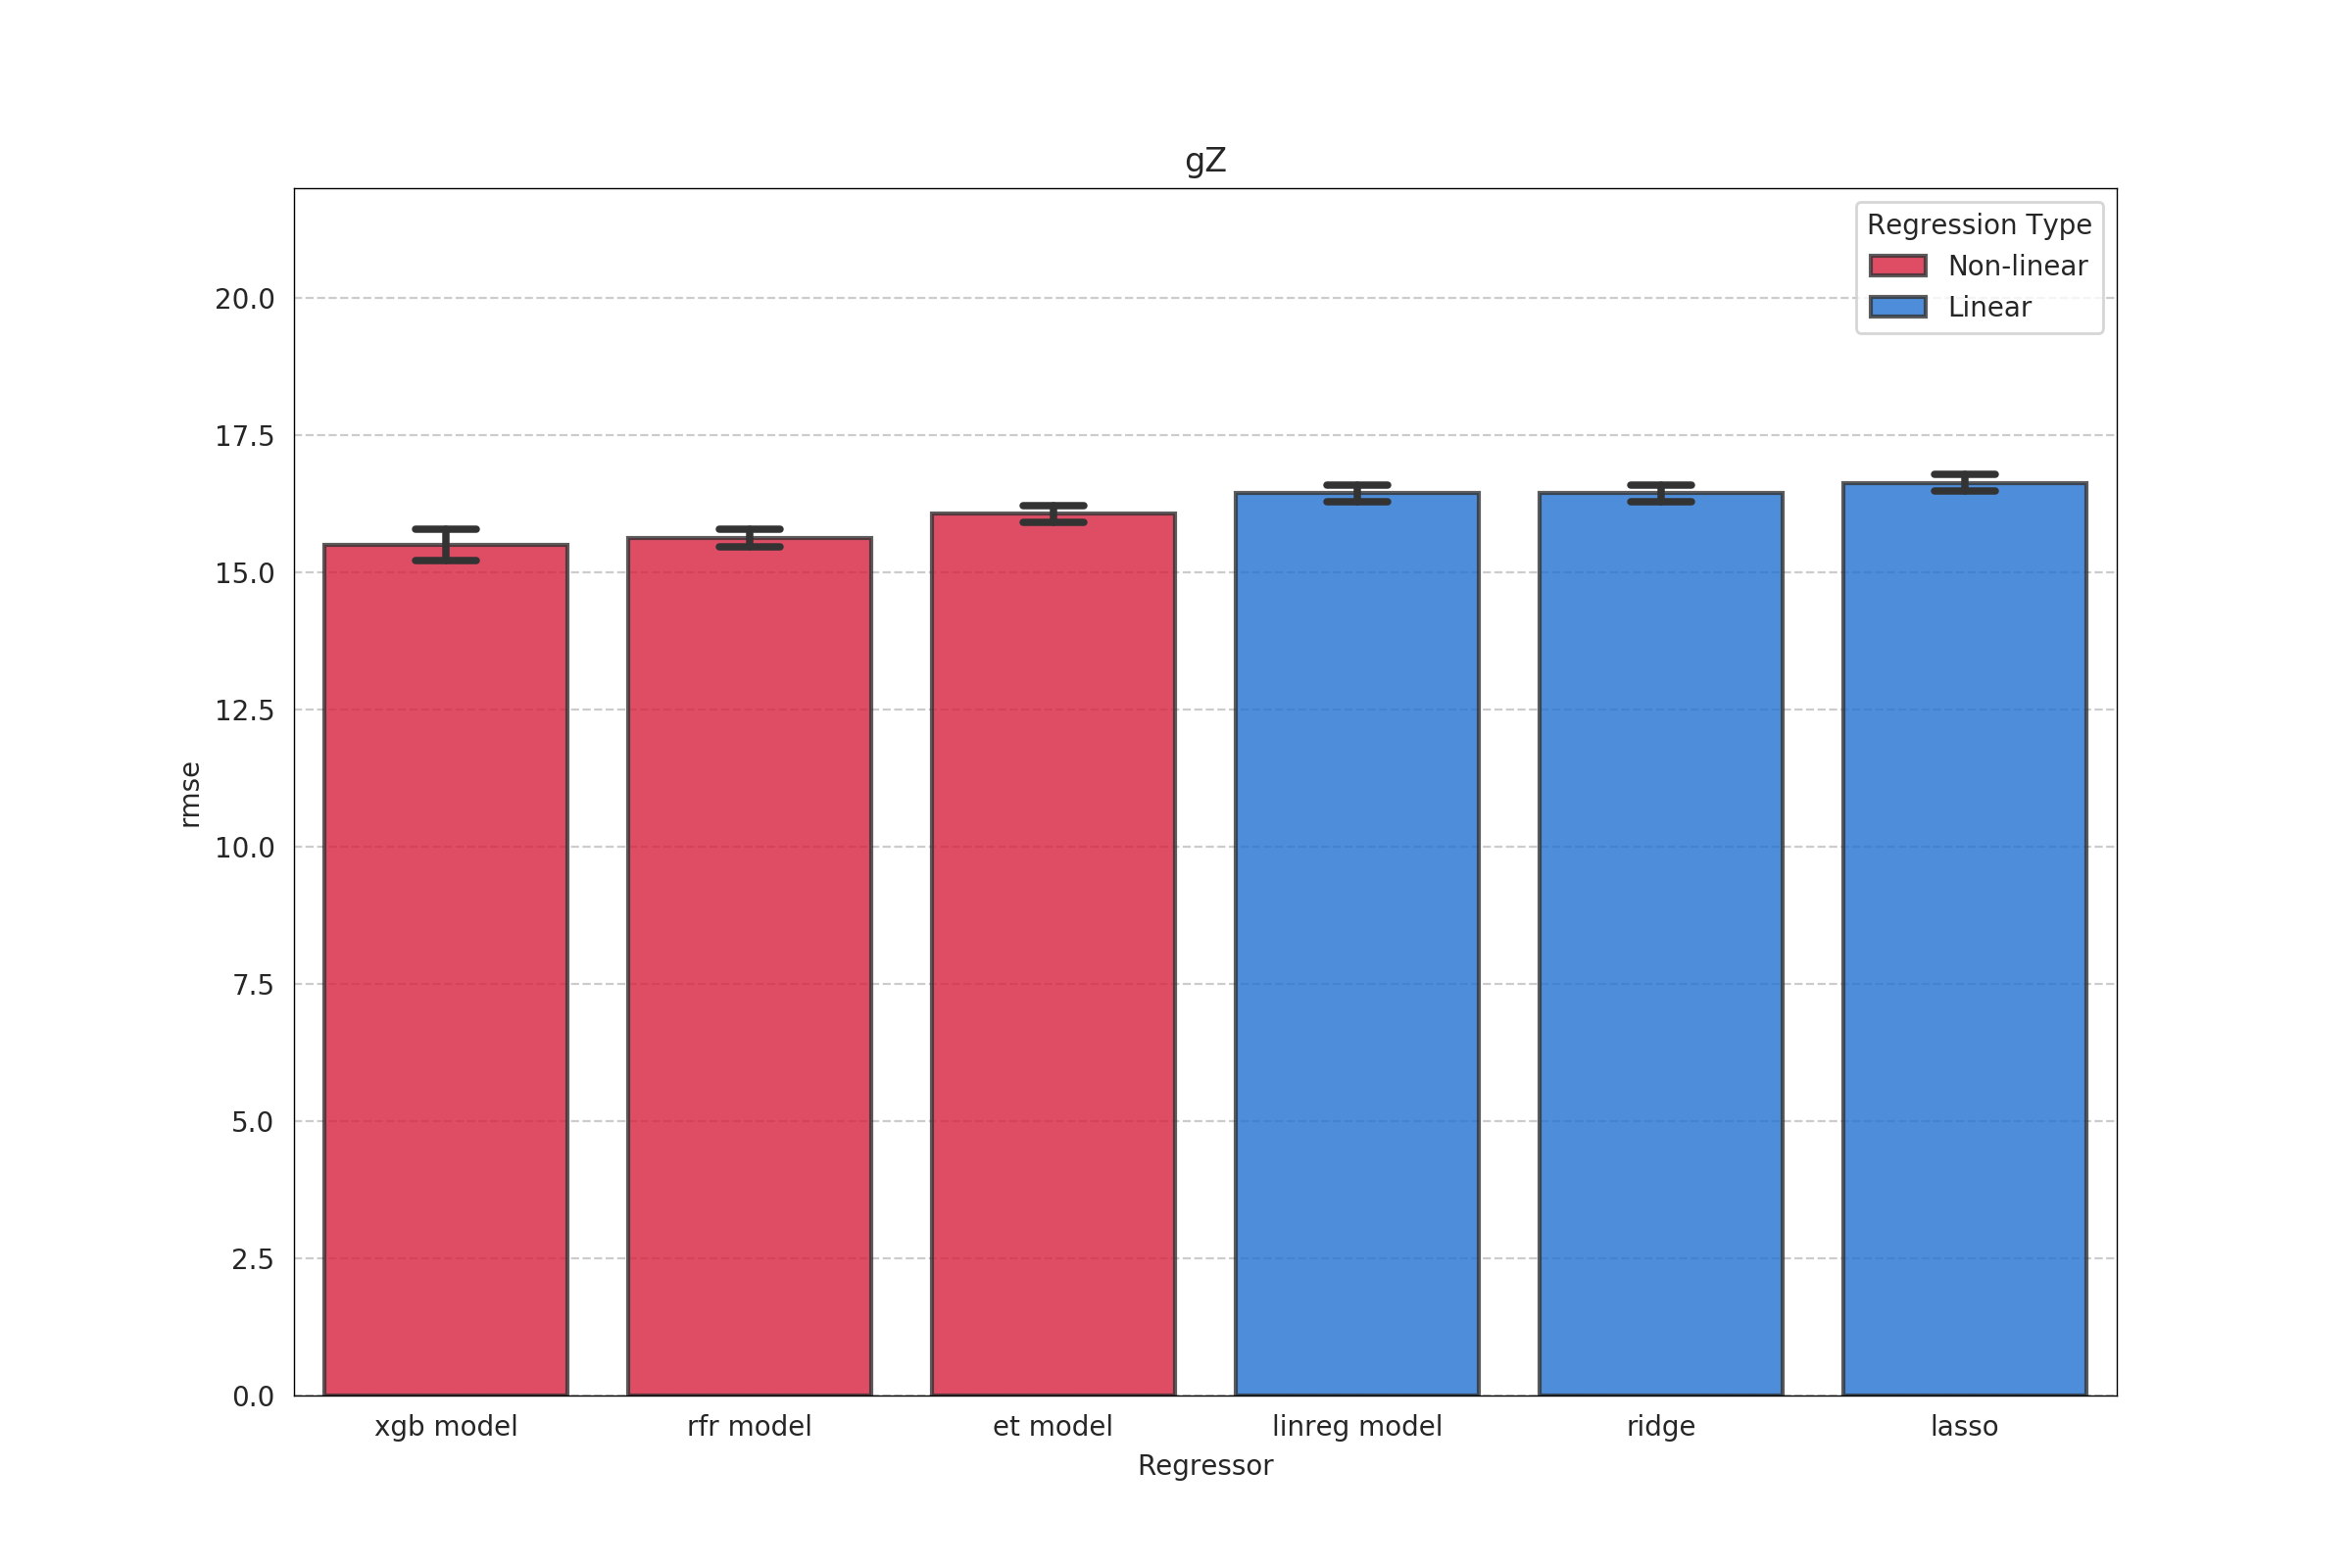 gZ
Regression Type
Non-linear
Linear
20.0
17.5
15.0
12.5
10.0
7.5
5.0
2.5
0.0
rmse
xgb model
rfr model
et model
linreg model
ridge
lasso
Regressor